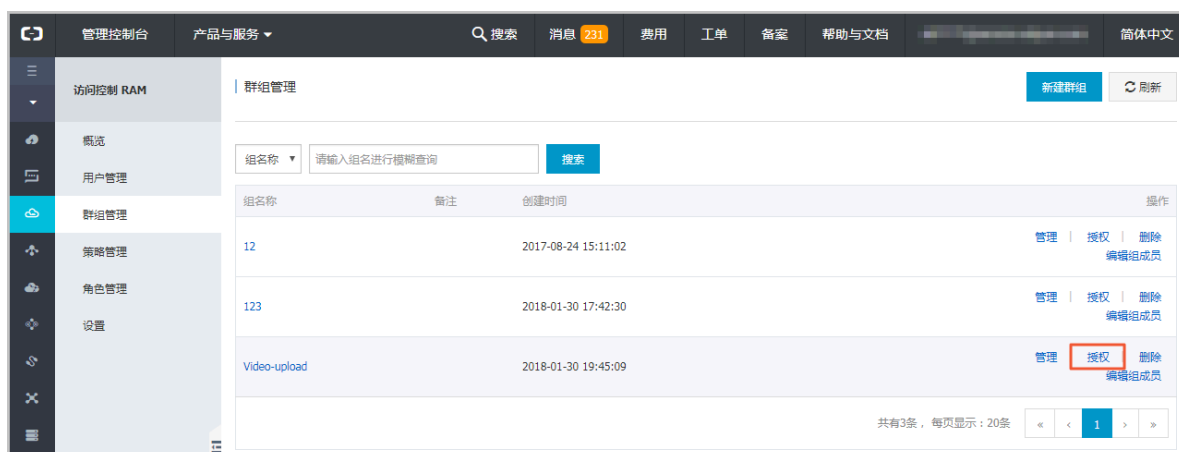 管理控制台 产品与服务 搜索 消息 231 费用 工单 备案 帮助与文档 简体中文
访问控制 RAM
概览
用户管理
群组管理
策略管理
角色管理
设置
群组管理 新建群组 刷新
组名称 请输入组名进行模糊查询 搜索
组名称 备注 创建时间 操作
12 2017-08-24 15:11:02 管理 授权 删除
编辑组成员
123 2018-01-30 17:42:30 管理 授权 删除
编辑组成员
Video-upload 2018-01-30 19:45:09 管理 授权 删除
编辑组成员
共有3条，每页显示：20条 « ‹ 1 › »